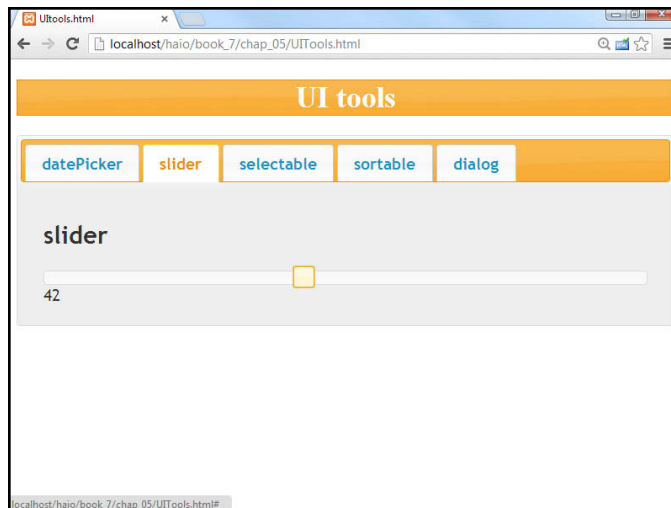 UItools.html
localhost/haio/book_7/chap_05/UITools.html
UI tools
datePicker slider selectable sortable dialog
slider
42
localhost/haio/book_7/chap_05/UITools.html#